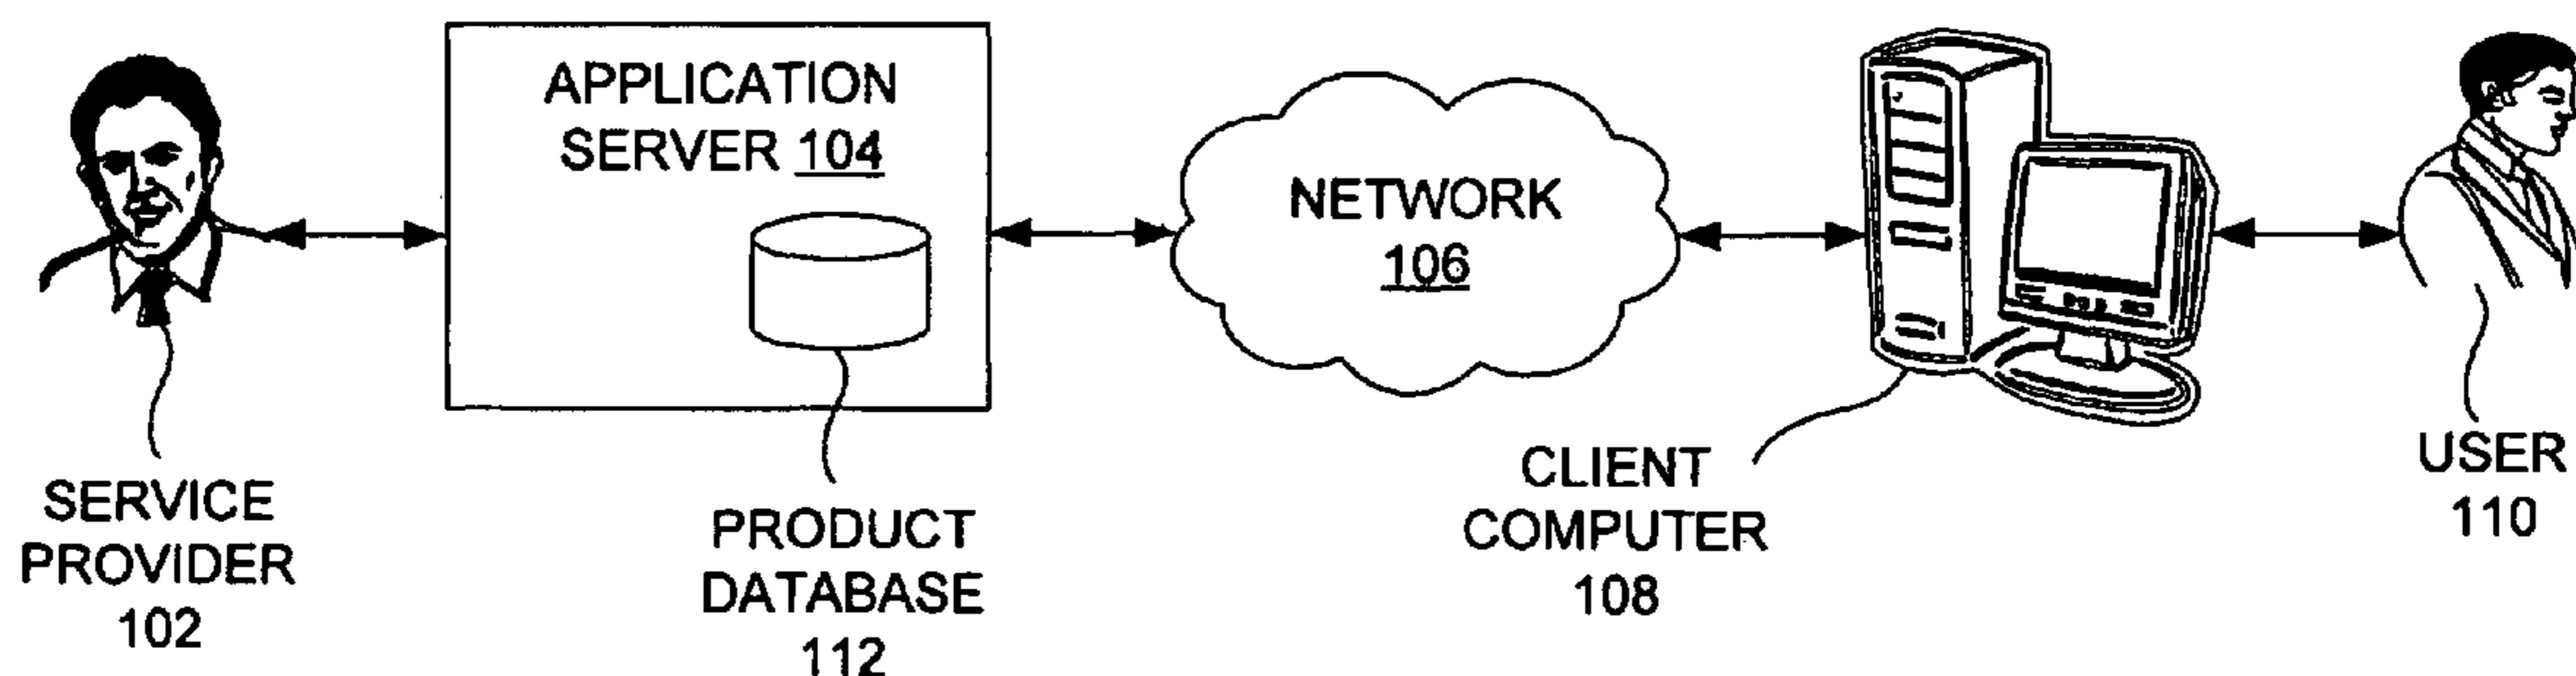 APPLICATION
SERVER 104
NETWORK
106
SERVICE
PROVIDER
102
PRODUCT
DATABASE
112
CLIENT
COMPUTER
108
USER
110